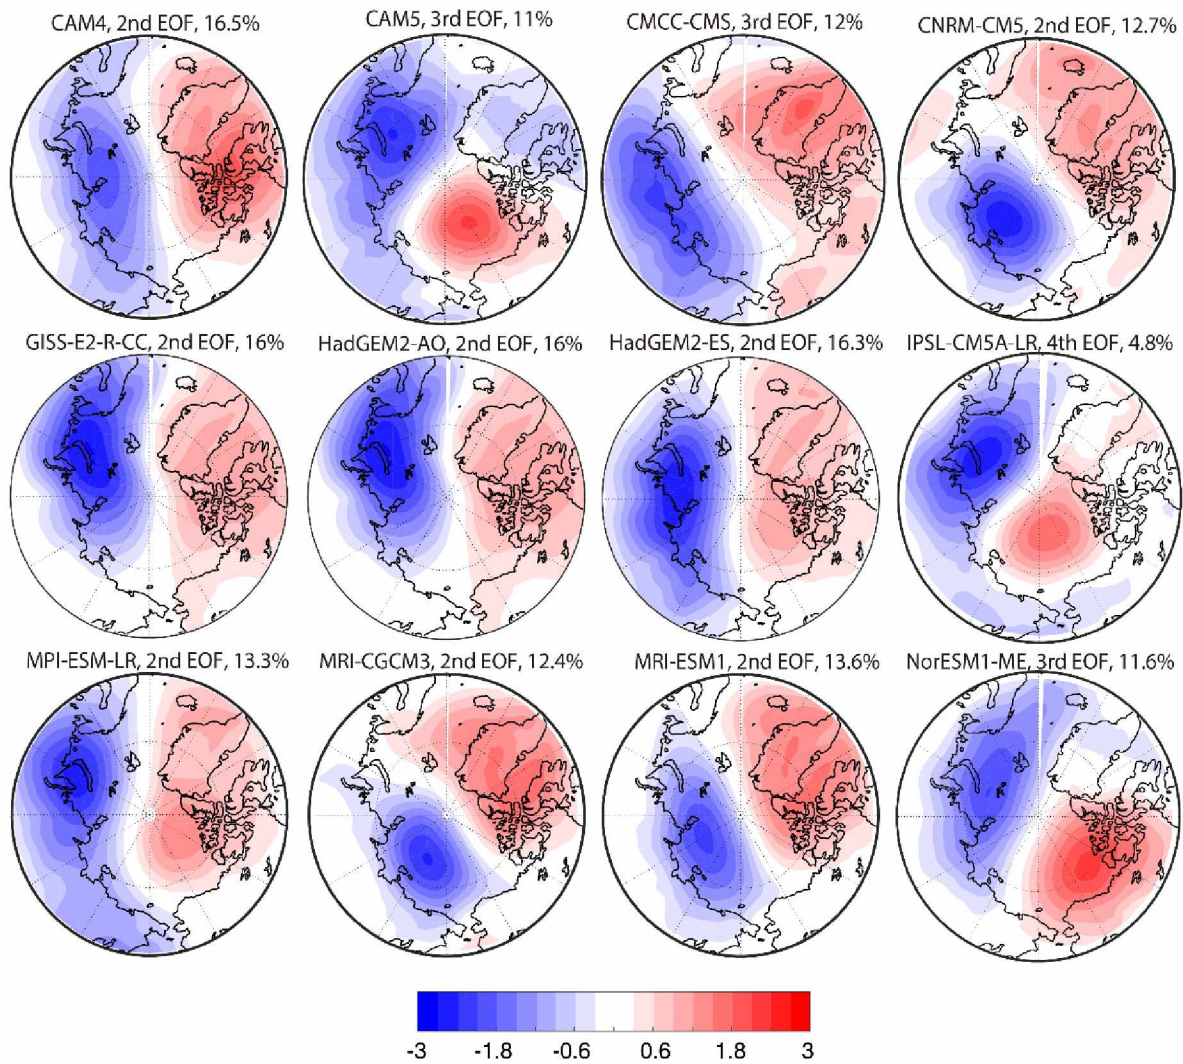 CAM4, 2nd EOF, 16.5%
CAM5, 3rd EOF, 11%
CMCC-CMS, 3rd EOF, 12%
CNRM-CM5, 2nd EOF, 12.7%
GISS-E2-R-CC, 2nd EOF, 16%
HadGEM2-AO, 2nd EOF, 16%
HadGEM2-ES, 2nd EOF, 16.3%
IPSL-CM5A-LR, 4th EOF, 4.8%
MPI-ESM-LR, 2nd EOF, 13.3%
MRI-CGCM3, 2nd EOF, 12.4%
MRI-ESM1, 2nd EOF, 13.6%
NorESM1-ME, 3rd EOF, 11.6%
-3 -1.8 -0.6 0.6 1.8 3